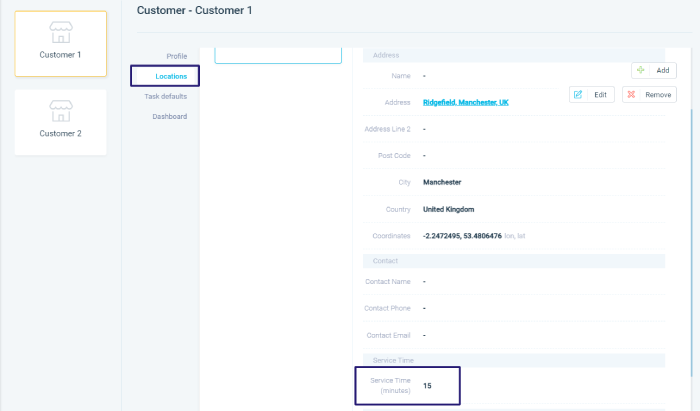 Customer - Customer 1
Customer 1
Customer 2
Profile
Locations
Task defaults
Dashboard
Address
Add
Name -
Edit
Remove
Address Ridgefield, Manchester, UK
Address Line 2 -
Post Code -
City Manchester
Country United Kingdom
Coordinates -2.2472495, 53.4806476 lon, lat
Contact
Contact Name -
Contact Phone -
Contact Email -
Service Time
Service Time
(minutes) 15